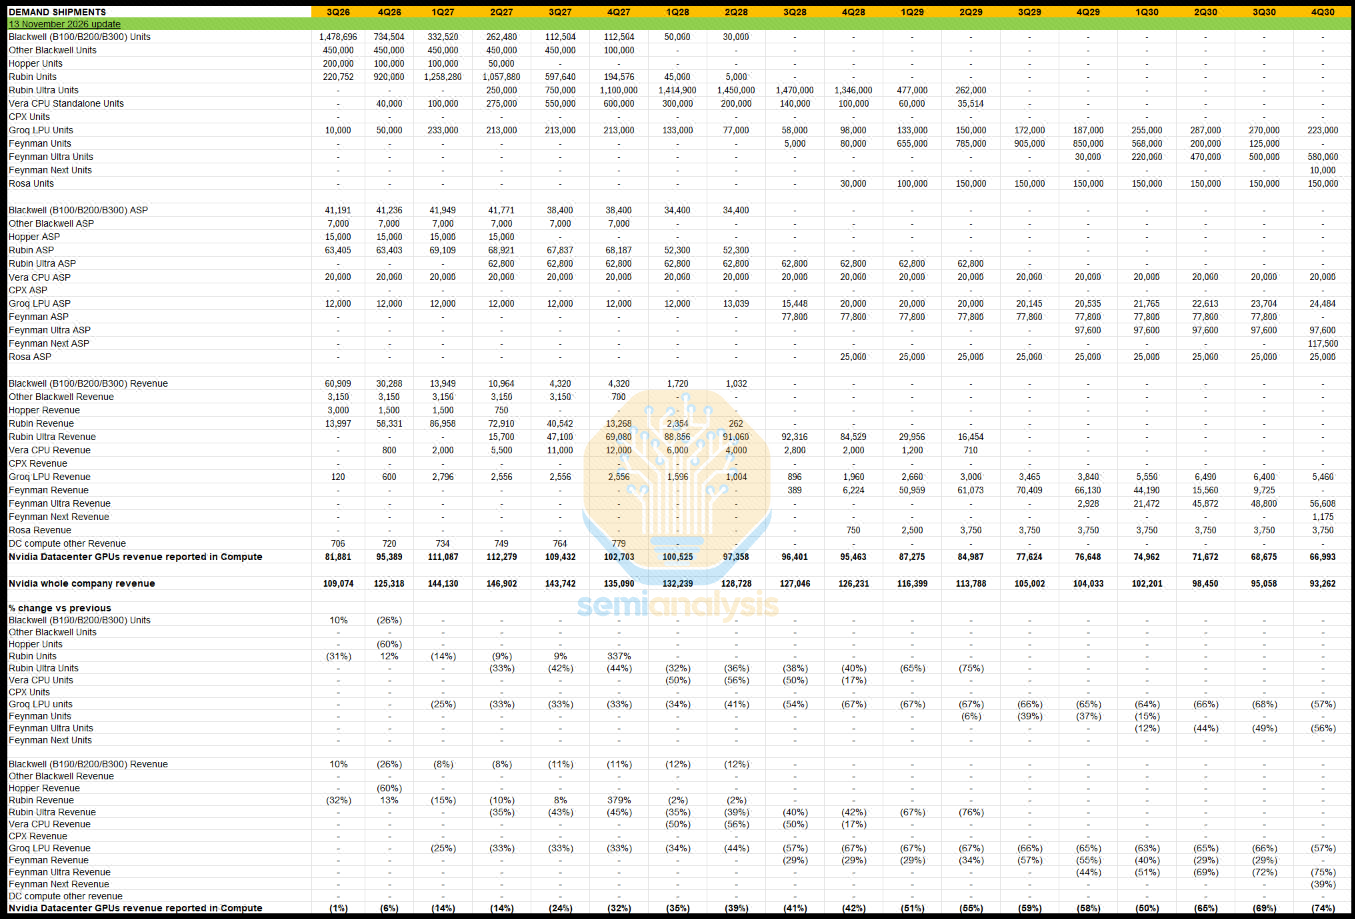 DEMAND SHIPMENTS 3Q26 4Q26 1Q27 2Q27 3Q27 4Q27 1Q28 2Q28 3Q28 4Q28 1Q29 2Q29 3Q29 4Q29 1Q30 2Q30 3Q30 4Q30
13 November 2026 update
Blackwell (B100/B200/B300) Units 1,478,696 734,504 332,520 262,480 112,504 112,504 50,000 30,000 - - - - - - - - - -
Other Blackwell Units 450,000 450,000 450,000 450,000 450,000 100,000 - - - - - - - - - - - -
Hopper Units 200,000 100,000 100,000 50,000 - - - - - - - - - - - - - -
Rubin Units 220,752 920,000 1,258,280 1,057,880 597,640 194,576 45,000 5,000 - - - - - - - - - -
Rubin Ultra Units - - - 250,000 750,000 1,100,000 1,414,900 1,450,000 1,470,000 1,346,000 477,000 262,000 - - - - - -
Vera CPU Standalone Units - 40,000 100,000 275,000 550,000 600,000 300,000 200,000 140,000 100,000 60,000 35,514 - - - - - -
CPX Units - - - - - - - - - - - - - - - - - -
Groq LPU Units 10,000 50,000 233,000 213,000 213,000 213,000 133,000 77,000 58,000 98,000 133,000 150,000 172,000 187,000 255,000 287,000 270,000 223,000
Feynman Units - - - - - - - - 5,000 80,000 655,000 785,000 905,000 850,000 568,000 200,000 125,000 -
Feynman Ultra Units - - - - - - - - - - - - - 30,000 220,000 470,000 500,000 580,000
Feynman Next Units - - - - - - - - - - - - - - - - - 10,000
Rosa Units - - - - - - - - - 30,000 100,000 150,000 150,000 150,000 150,000 150,000 150,000 150,000
Blackwell (B100/B200/B300) ASP 41,191 41,236 41,949 41,771 38,400 38,400 34,400 34,400 - - - - - - - - - -
Other Blackwell ASP 7,000 7,000 7,000 7,000 7,000 7,000 - - - - - - - - - - - -
Hopper ASP 15,000 15,000 15,000 15,000 - - - - - - - - - - - - - -
Rubin ASP 63,405 63,403 69,109 68,921 67,837 68,187 52,300 52,300 - - - - - - - - - -
Rubin Ultra ASP - - - 62,800 62,800 62,800 62,800 62,800 62,800 62,800 62,800 62,800 - - - - - -
Vera CPU ASP 20,000 20,000 20,000 20,000 20,000 20,000 20,000 20,000 20,000 20,000 20,000 20,000 20,000 20,000 20,000 20,000 20,000 20,000
CPX ASP - - - - - - - - - - - - - - - - - -
Groq LPU ASP 12,000 12,000 12,000 12,000 12,000 12,000 12,000 13,039 15,448 20,000 20,000 20,000 20,145 20,535 21,765 22,613 23,704 24,484
Feynman ASP - - - - - - - - 77,800 77,800 77,800 77,800 77,800 77,800 77,800 77,800 77,800 -
Feynman Ultra ASP - - - - - - - - - - - - - 97,600 97,600 97,600 97,600 97,600
Feynman Next ASP - - - - - - - - - - - - - - - - - 117,500
Rosa ASP - - - - - - - - - 25,000 25,000 25,000 25,000 25,000 25,000 25,000 25,000 25,000
Blackwell (B100/B200/B300) Revenue 60,909 30,288 13,949 10,964 4,320 4,320 1,720 1,032 - - - - - - - - - -
Other Blackwell Revenue 3,150 3,150 3,150 3,150 3,150 700 - - - - - - - - - - - -
Hopper Revenue 3,000 1,500 1,500 750 - - - - - - - - - - - - - -
Rubin Revenue 13,997 58,331 86,958 72,910 40,542 13,268 2,354 262 - - - - - - - - - -
Rubin Ultra Revenue - - - 15,700 47,100 69,080 88,856 91,060 92,316 84,529 29,956 16,454 - - - - - -
Vera CPU Revenue - 800 2,000 5,500 11,000 12,000 6,000 4,000 2,800 2,000 1,200 710 - - - - - -
CPX Revenue - - - - - - - - - - - - - - - - - -
Groq LPU Revenue 120 600 2,796 2,556 2,556 2,556 1,596 1,004 896 1,960 2,660 3,000 3,465 3,840 5,550 6,490 6,400 5,460
Feynman Revenue - - - - - - - - 389 6,224 50,959 61,073 70,409 66,130 44,190 15,560 9,725 -
Feynman Ultra Revenue - - - - - - - - - - - - - 2,928 21,472 45,872 48,800 56,608
Feynman Next Revenue - - - - - - - - - - - - - - - - - 1,175
Rosa Revenue - - - - - - - - - 750 2,500 3,750 3,750 3,750 3,750 3,750 3,750 3,750
DC compute other Revenue 706 720 734 749 764 779 - - - - - - - - - - - -
Nvidia Datacenter GPUs revenue reported in Compute 81,881 95,389 111,087 112,279 109,432 102,703 100,525 97,358 96,401 95,463 87,275 84,987 77,624 76,648 74,962 71,672 68,675 66,993
Nvidia whole company revenue 109,074 125,318 144,130 146,902 143,742 135,090 132,239 128,728 127,046 126,231 116,399 113,788 105,002 104,033 102,201 98,450 95,058 93,262
semianalysis
% change vs previous
Blackwell (B100/B200/B300) Units 10% (26%) - - - - - - - - - - - - - - - -
Other Blackwell Units - - - - - - - - - - - - - - - - - -
Hopper Units - (60%) - - - - - - - - - - - - - - - -
Rubin Units (31%) 12% (14%) (9%) 9% 337% - - - - - - - - - - - -
Rubin Ultra Units - - - (33%) (42%) (44%) (32%) (36%) (38%) (40%) (65%) (75%) - - - - - -
Vera CPU Units - - - - - - (50%) (56%) (50%) (17%) - - - - - - - -
CPX Units - - - - - - - - - - - - - - - - - -
Groq LPU units - - (25%) (33%) (33%) (33%) (34%) (41%) (54%) (67%) (67%) (67%) (66%) (65%) (64%) (66%) (68%) (57%)
Feynman Units - - - - - - - - - - - (6%) (39%) (37%) (15%) - - -
Feynman Ultra Units - - - - - - - - - - - - - - (12%) (44%) (49%) (56%)
Feynman Next Units - - - - - - - - - - - - - - - - - -
Blackwell (B100/B200/B300) Revenue 10% (26%) (8%) (8%) (11%) (11%) (12%) (12%) - - - - - - - - - -
Other Blackwell Revenue - - - - - - - - - - - - - - - - - -
Hopper Revenue - (60%) - - - - - - - - - - - - - - - -
Rubin Revenue (32%) 13% (15%) (10%) 8% 379% (2%) (2%) - - - - - - - - - -
Rubin Ultra Revenue - - - (35%) (43%) (45%) (35%) (39%) (40%) (42%) (67%) (76%) - - - - - -
Vera CPU Revenue - - - - - - (50%) (56%) (50%) (17%) - - - - - - - -
CPX Revenue - - - - - - - - - - - - - - - - - -
Groq LPU Revenue - - (25%) (33%) (33%) (33%) (34%) (44%) (57%) (67%) (67%) (67%) (66%) (65%) (63%) (65%) (66%) (57%)
Feynman Revenue - - - - - - - - (29%) (29%) (29%) (34%) (57%) (55%) (40%) (29%) (29%) -
Feynman Ultra Revenue - - - - - - - - - - - - - (44%) (51%) (69%) (72%) (75%)
Feynman Next Revenue - - - - - - - - - - - - - - - - - (39%)
DC compute other revenue - - - - - - - - - - - - - - - - - -
Nvidia Datacenter GPUs revenue reported in Compute (1%) (6%) (14%) (14%) (24%) (32%) (35%) (39%) (41%) (42%) (51%) (55%) (59%) (58%) (50%) (65%) (69%) (74%)